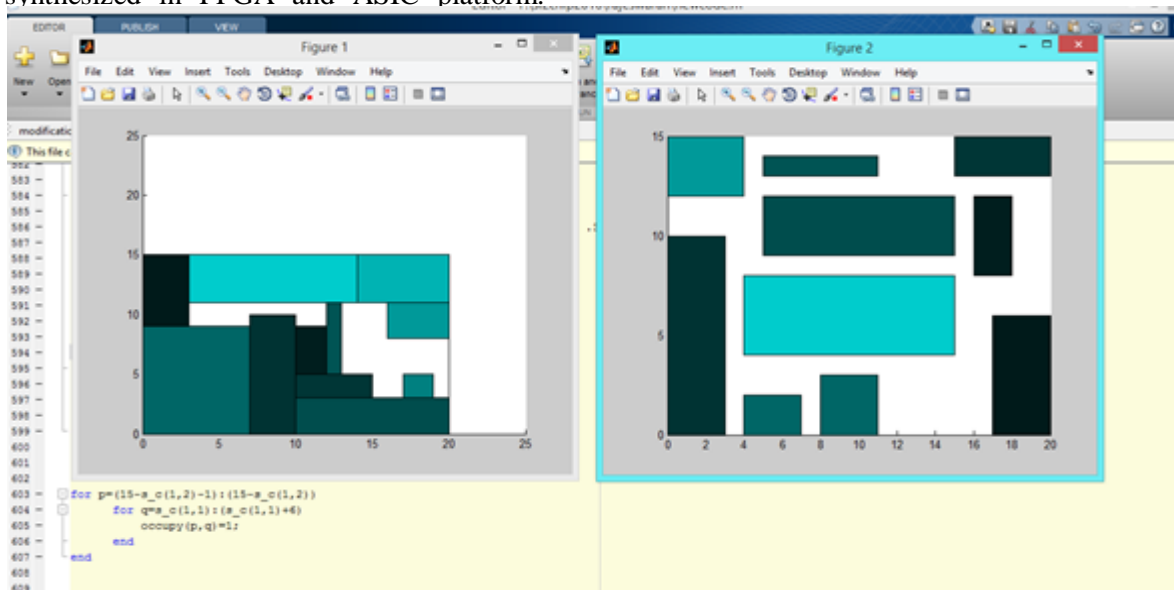 synthesized in FPGA and ASIC platform.
EDITOR PUBLISH VIEW
New Open
Figure 1
File Edit View Insert Tools Desktop Window Help
25
20
15
10
5
0
0 5 10 15 20 25
Figure 2
File Edit View Insert Tools Desktop Window Help
15
10
5
0
0 2 4 6 8 10 12 14 16 18 20
This file c
582
583
584
585
586
587
588
589
590
591
592
593
594
595
596
597
598
599
600
601
602
603 for p=(15-s_c(1,2)-1):(15-s_c(1,2))
604 for q=s_c(1,1):(s_c(1,1)+6)
605 occupy(p,q)=1;
606 end
607 end
608
609